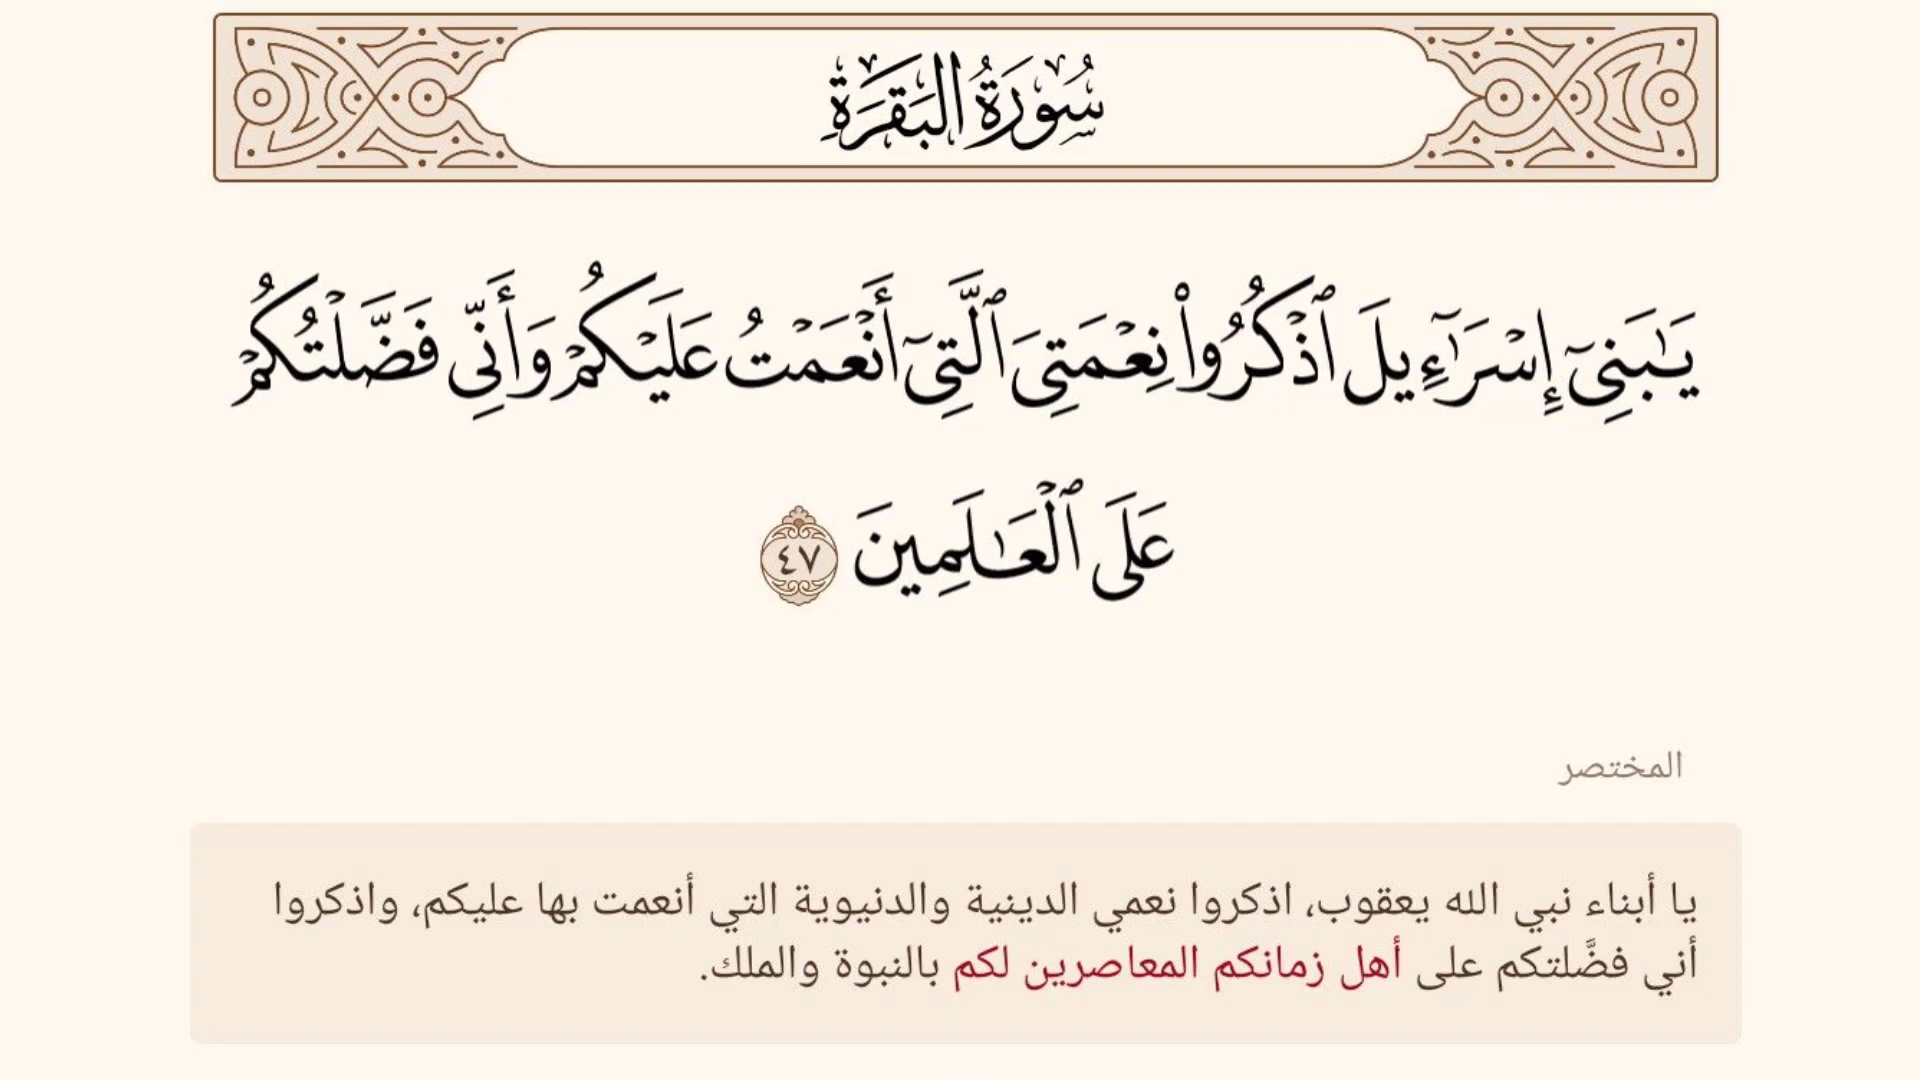 سُورَةُ البَقَرَةِ
يَٰبَنِىٓ إِسْرَٰٓءِيلَ ٱذْكُرُوا۟ نِعْمَتِىَ ٱلَّتِىٓ أَنْعَمْتُ عَلَيْكُمْ وَأَنِّى فَضَّلْتُكُمْ
عَلَى ٱلْعَٰلَمِينَ ٤٧
المختصر
يا أبناء نبي الله يعقوب، اذكروا نعمي الدينية والدنيوية التي أنعمت بها عليكم، واذكروا
أني فضَّلتكم على أهل زمانكم المعاصرين لكم بالنبوة والملك.